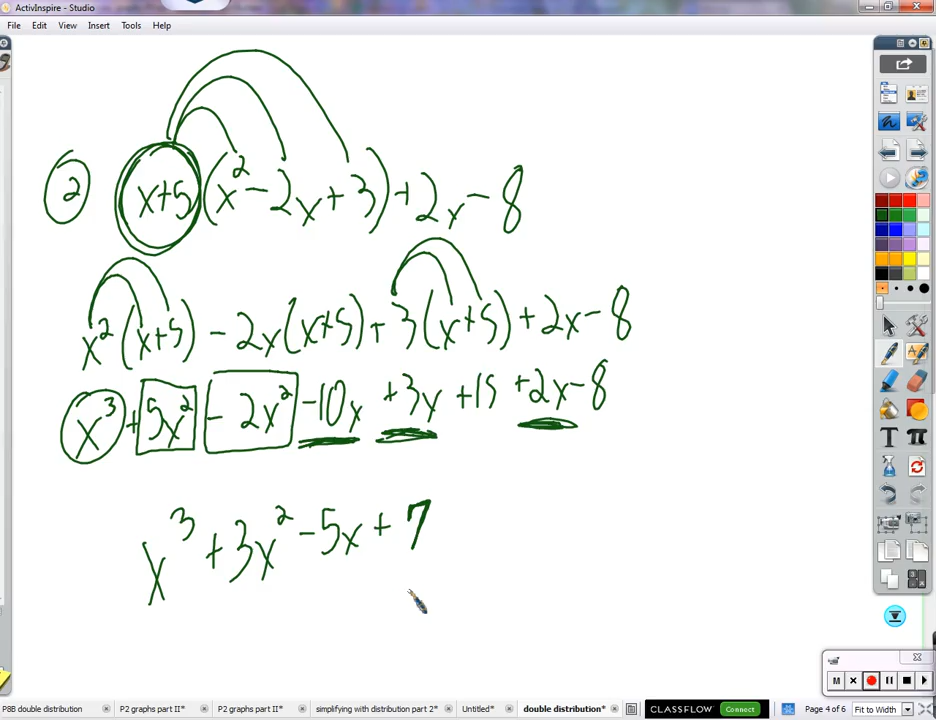 ActivInspire - Studio
File Edit View Insert Tools Help
② x+5(x²-2x+3)+2x-8
x²(x+5)-2x(x+5)+3(x+5)+2x-8
x³+5x²-2x²-10x+3x+15+2x-8
x³+3x²-5x+7
T π
M
P8B double distribution P2 graphs part II* P2 graphs part II* simplifying with distribution part 2* Untitled* double distribution* CLASSFLOW Connect Page 4 of 6 Fit to Width